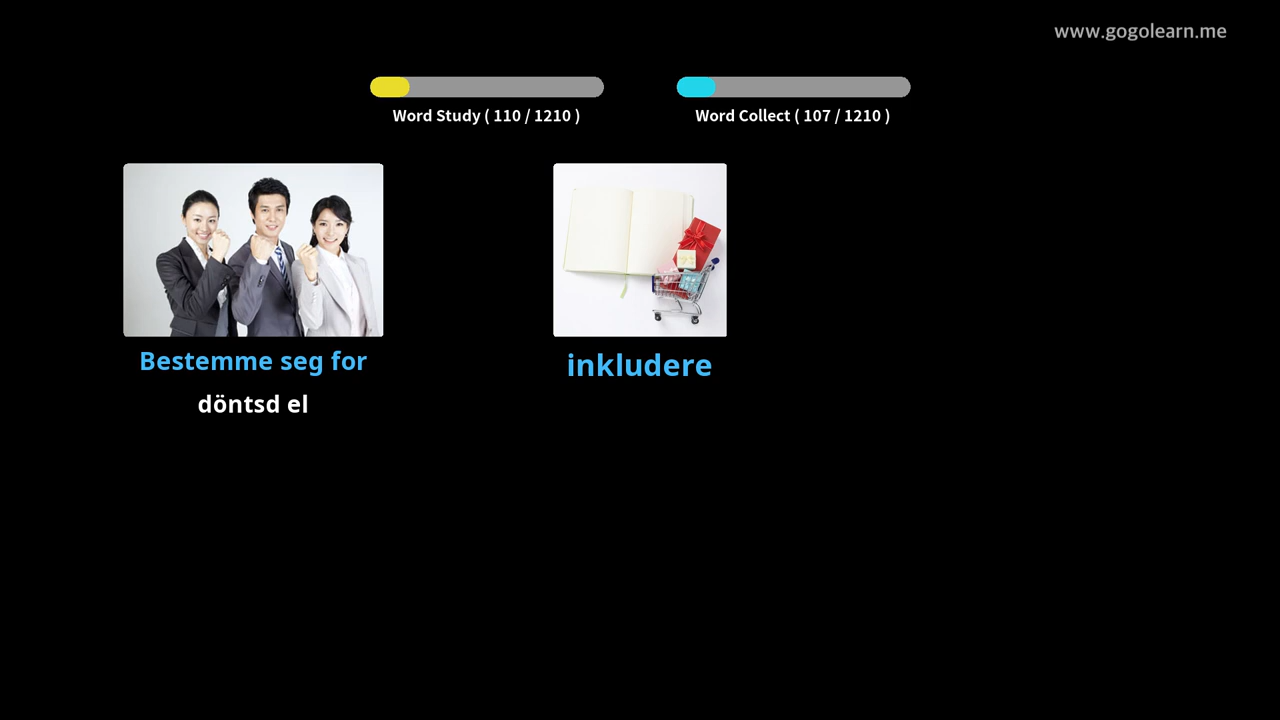 www.gogolearn.me
Word Study ( 110 / 1210 )
Word Collect ( 107 / 1210 )
Bestemme seg for
döntsd el
inkludere